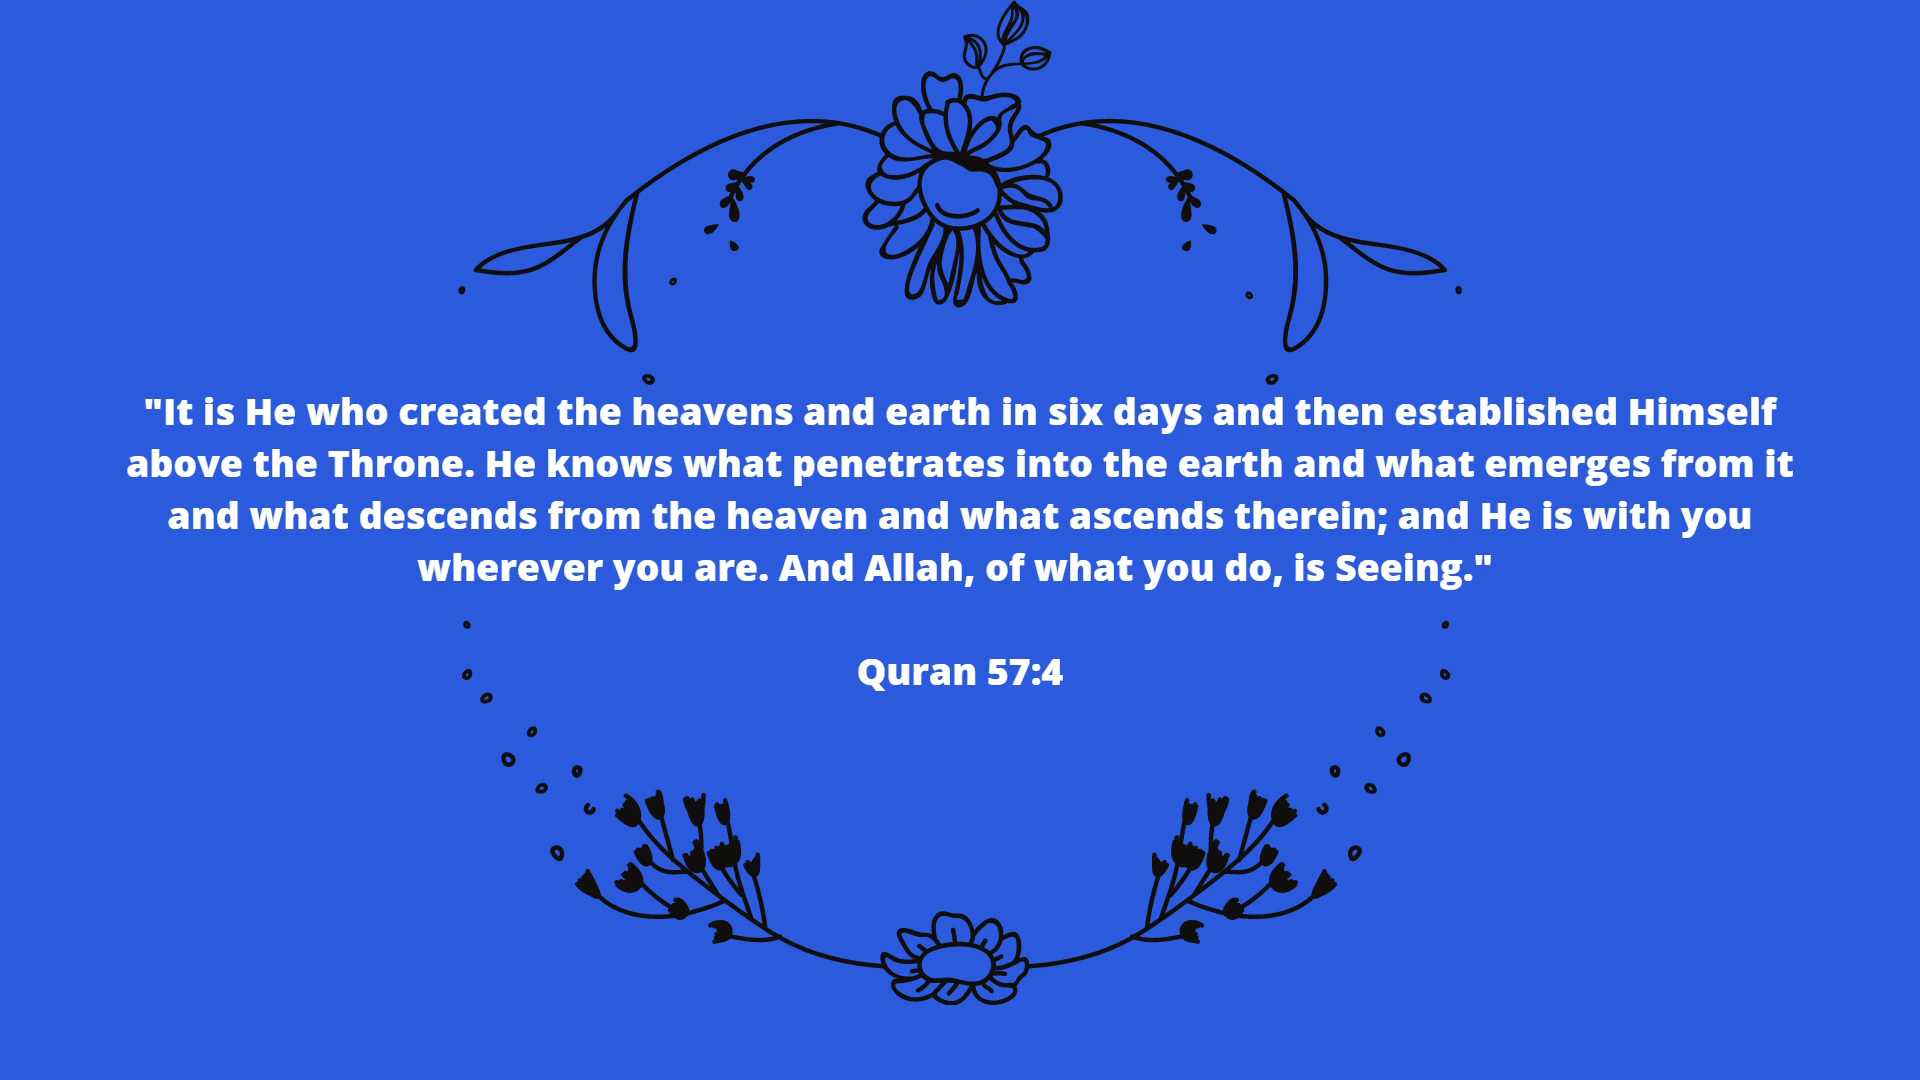 "It is He who created the heavens and earth in six days and then established Himself
above the Throne. He knows what penetrates into the earth and what emerges from it
and what descends from the heaven and what ascends therein; and He is with you
wherever you are. And Allah, of what you do, is Seeing."
Quran 57:4